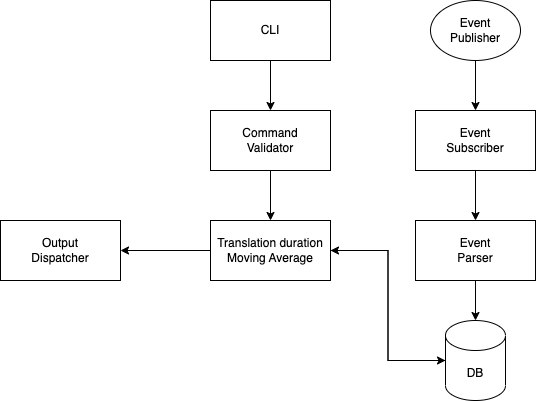 CLI
Event
Publisher
Command
Validator
Event
Subscriber
Output
Dispatcher
Translation duration
Moving Average
Event
Parser
DB